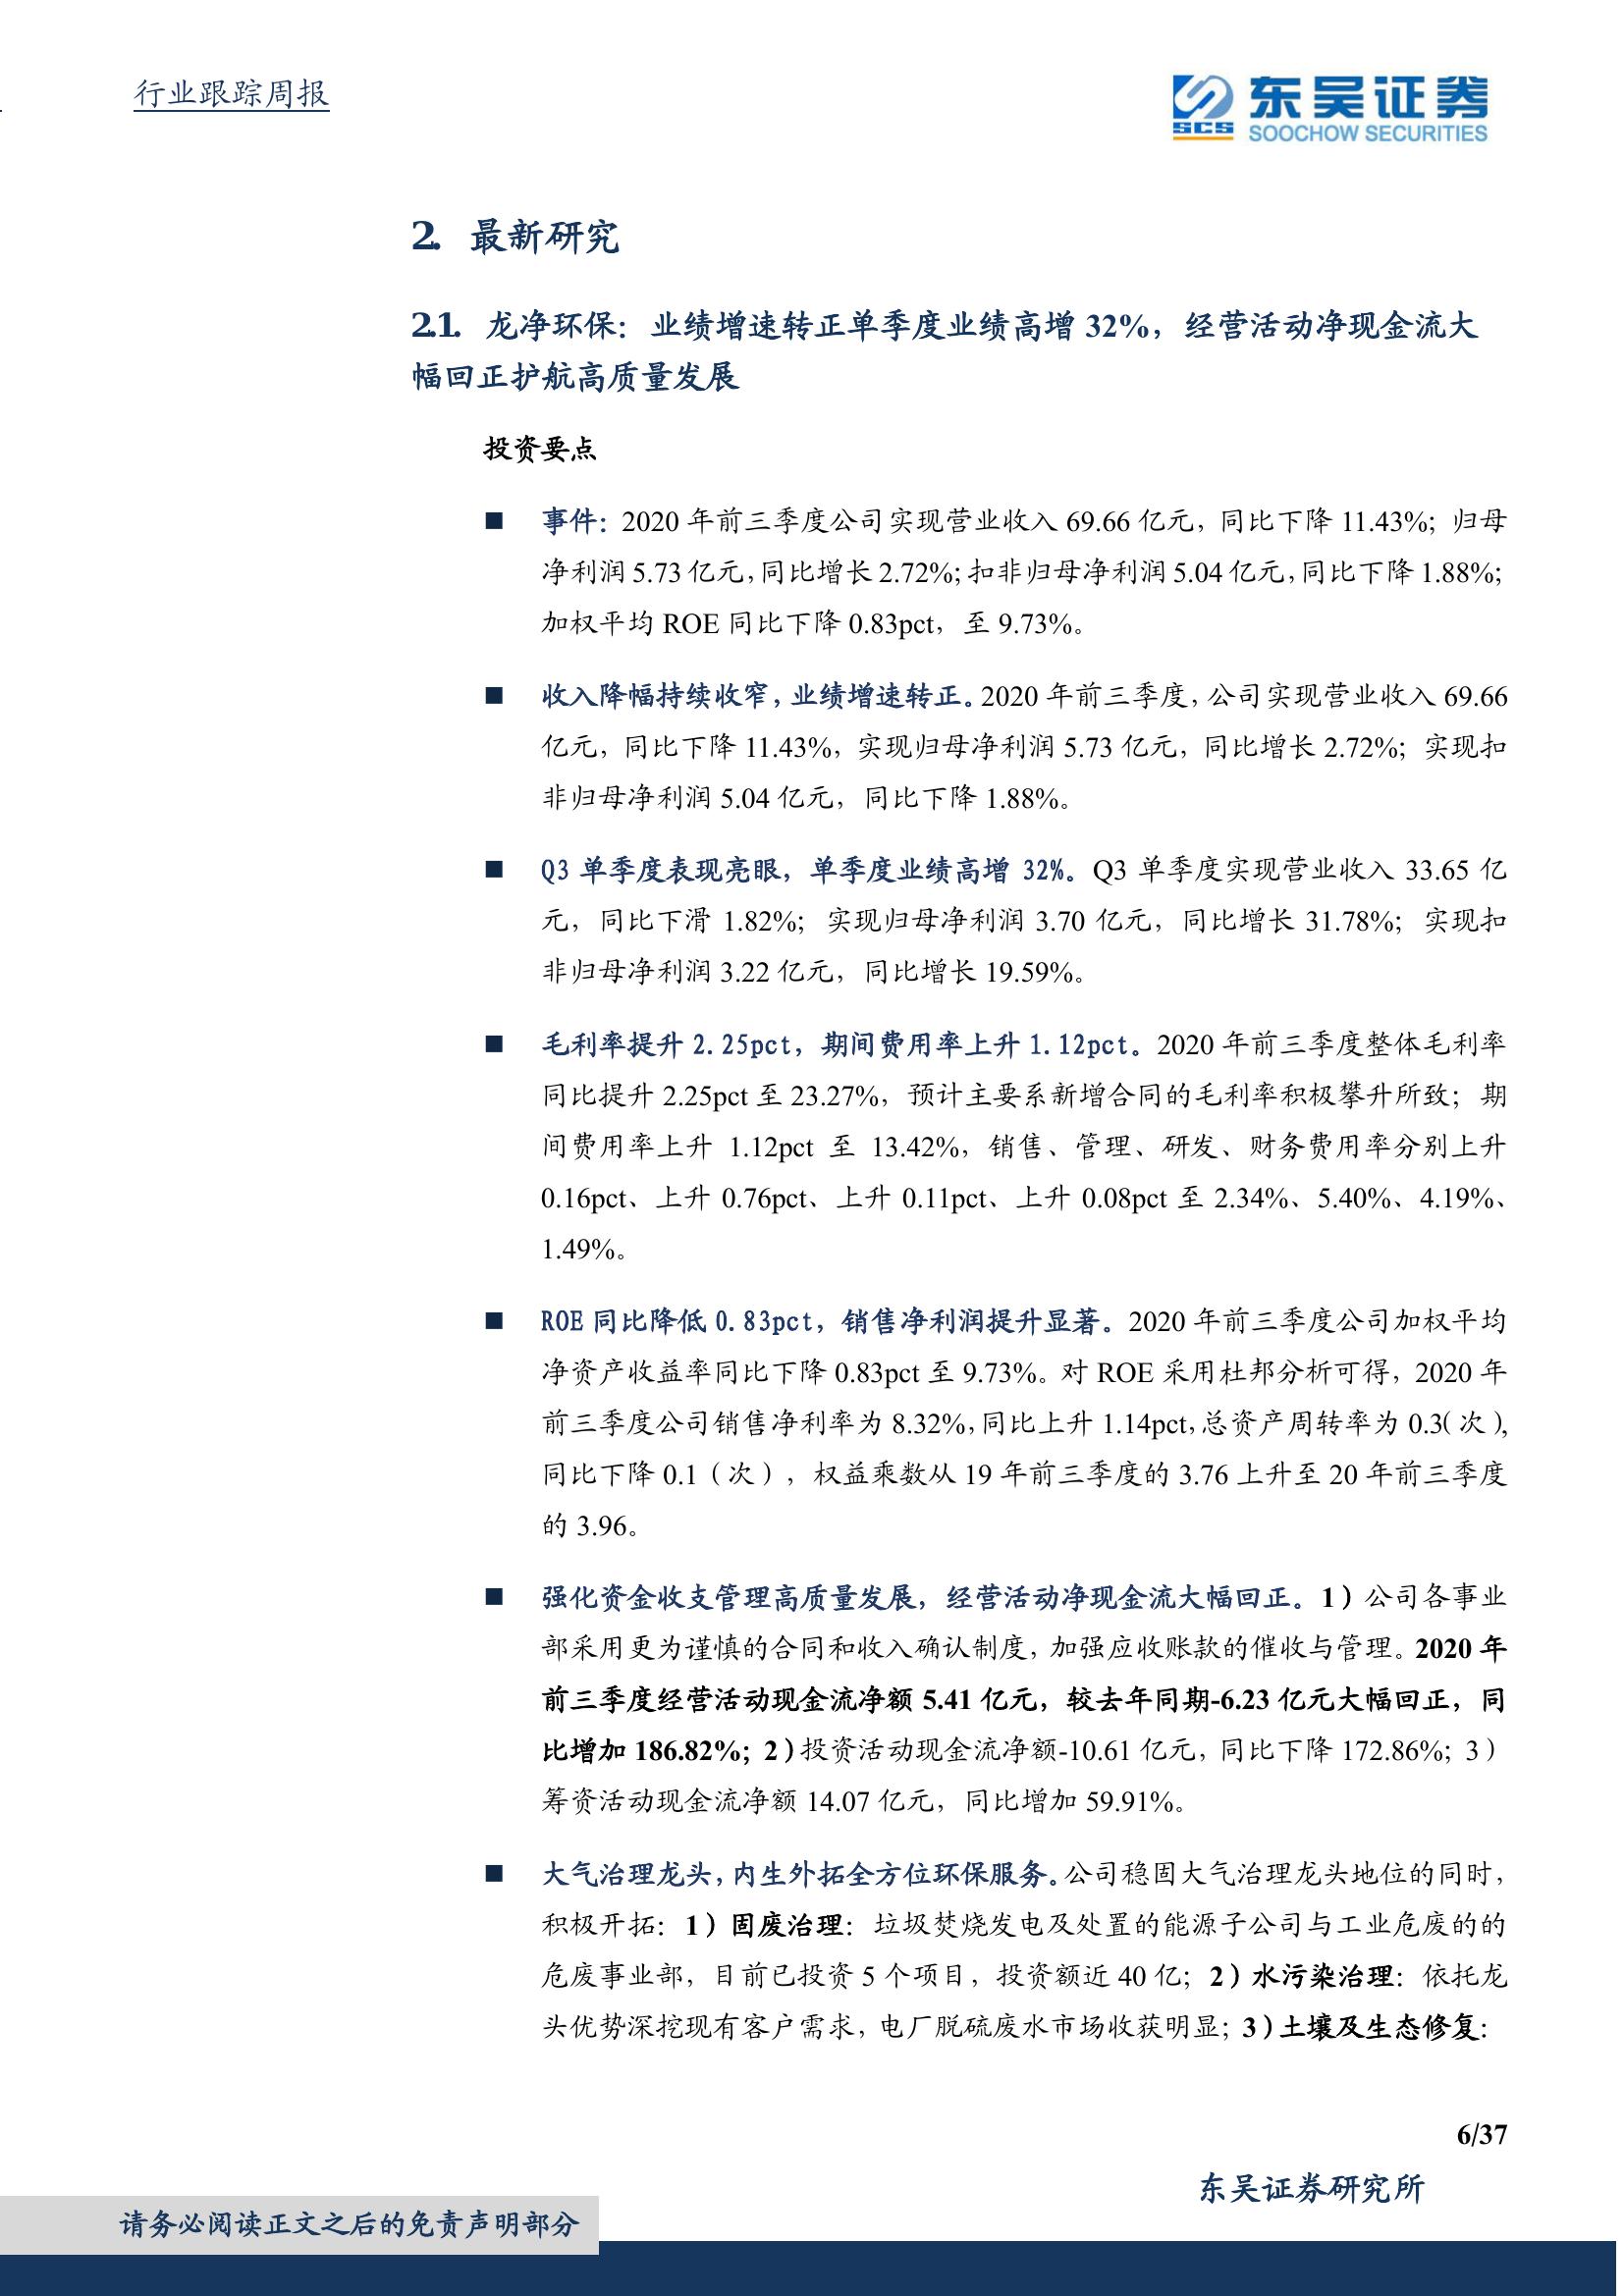 行业跟踪周报
SCS 东吴证券
SOOCHOW SECURITIES
2. 最新研究
2.1. 龙净环保：业绩增速转正单季度业绩高增 32%，经营活动净现金流大
幅回正护航高质量发展
投资要点
■ 事件：2020 年前三季度公司实现营业收入 69.66 亿元，同比下降 11.43%；归母
净利润 5.73 亿元，同比增长 2.72%；扣非归母净利润 5.04 亿元，同比下降 1.88%；
加权平均 ROE 同比下降 0.83pct，至 9.73%。
■ 收入降幅持续收窄，业绩增速转正。2020 年前三季度，公司实现营业收入 69.66
亿元，同比下降 11.43%，实现归母净利润 5.73 亿元，同比增长 2.72%；实现扣
非归母净利润 5.04 亿元，同比下降 1.88%。
■ Q3 单季度表现亮眼，单季度业绩高增 32%。Q3 单季度实现营业收入 33.65 亿
元，同比下滑 1.82%；实现归母净利润 3.70 亿元，同比增长 31.78%；实现扣
非归母净利润 3.22 亿元，同比增长 19.59%。
■ 毛利率提升 2.25pct，期间费用率上升 1.12pct。2020 年前三季度整体毛利率
同比提升 2.25pct 至 23.27%，预计主要系新增合同的毛利率积极攀升所致；期
间费用率上升 1.12pct 至 13.42%，销售、管理、研发、财务费用率分别上升
0.16pct、上升 0.76pct、上升 0.11pct、上升 0.08pct 至 2.34%、5.40%、4.19%、
1.49%。
■ ROE 同比降低 0.83pct，销售净利润提升显著。2020 年前三季度公司加权平均
净资产收益率同比下降 0.83pct 至 9.73%。对 ROE 采用杜邦分析可得，2020 年
前三季度公司销售净利率为 8.32%，同比上升 1.14pct，总资产周转率为 0.3（次），
同比下降 0.1（次），权益乘数从 19 年前三季度的 3.76 上升至 20 年前三季度
的 3.96。
■ 强化资金收支管理高质量发展，经营活动净现金流大幅回正。1）公司各事业
部采用更为谨慎的合同和收入确认制度，加强应收账款的催收与管理。2020 年
前三季度经营活动现金流净额 5.41 亿元，较去年同期-6.23 亿元大幅回正，同
比增加 186.82%；2）投资活动现金流净额-10.61 亿元，同比下降 172.86%；3）
筹资活动现金流净额 14.07 亿元，同比增加 59.91%。
■ 大气治理龙头，内生外拓全方位环保服务。公司稳固大气治理龙头地位的同时，
积极开拓：1）固废治理：垃圾焚烧发电及处置的能源子公司与工业危废的的
危废事业部，目前已投资 5 个项目，投资额近 40 亿；2）水污染治理：依托龙
头优势深挖现有客户需求，电厂脱硫废水市场收获明显；3）土壤及生态修复：
6/37
东吴证券研究所
请务必阅读正文之后的免责声明部分